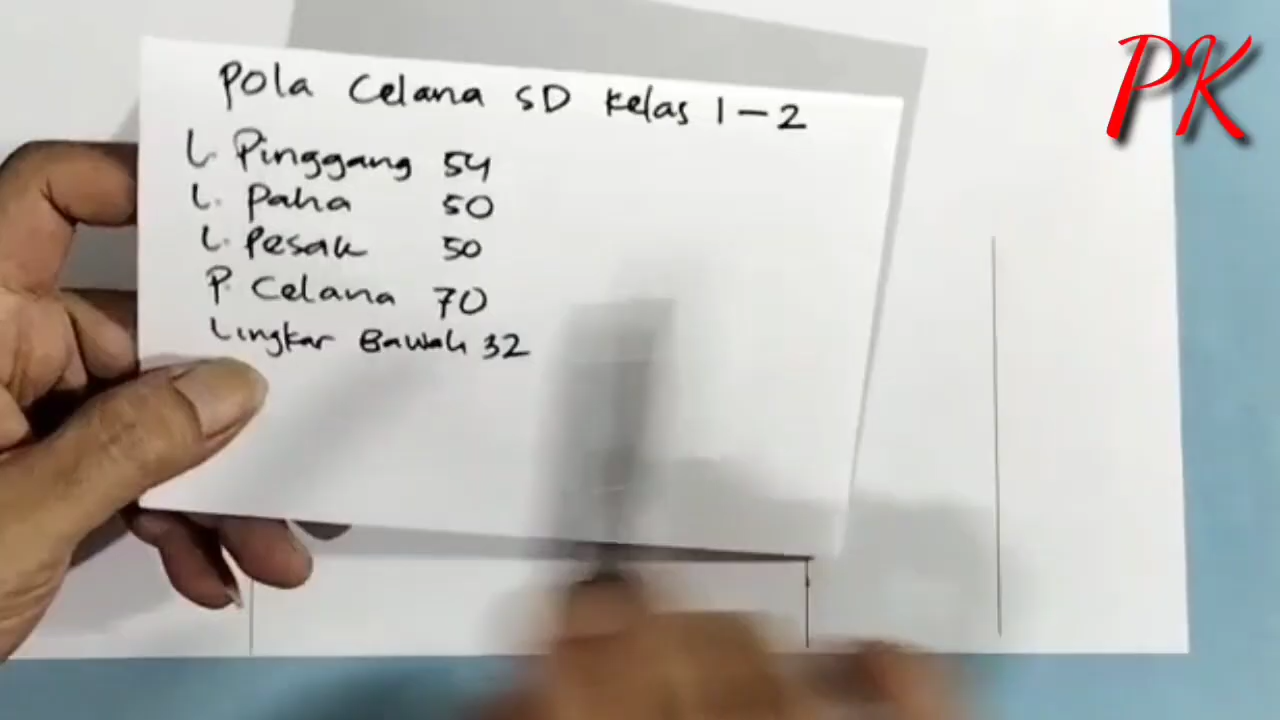 Pola Celana SD Kelas 1-2
L. Pinggang 54
L. Paha 50
L. Pesak 50
P. Celana 70
Lingkar Bawah 32
PK